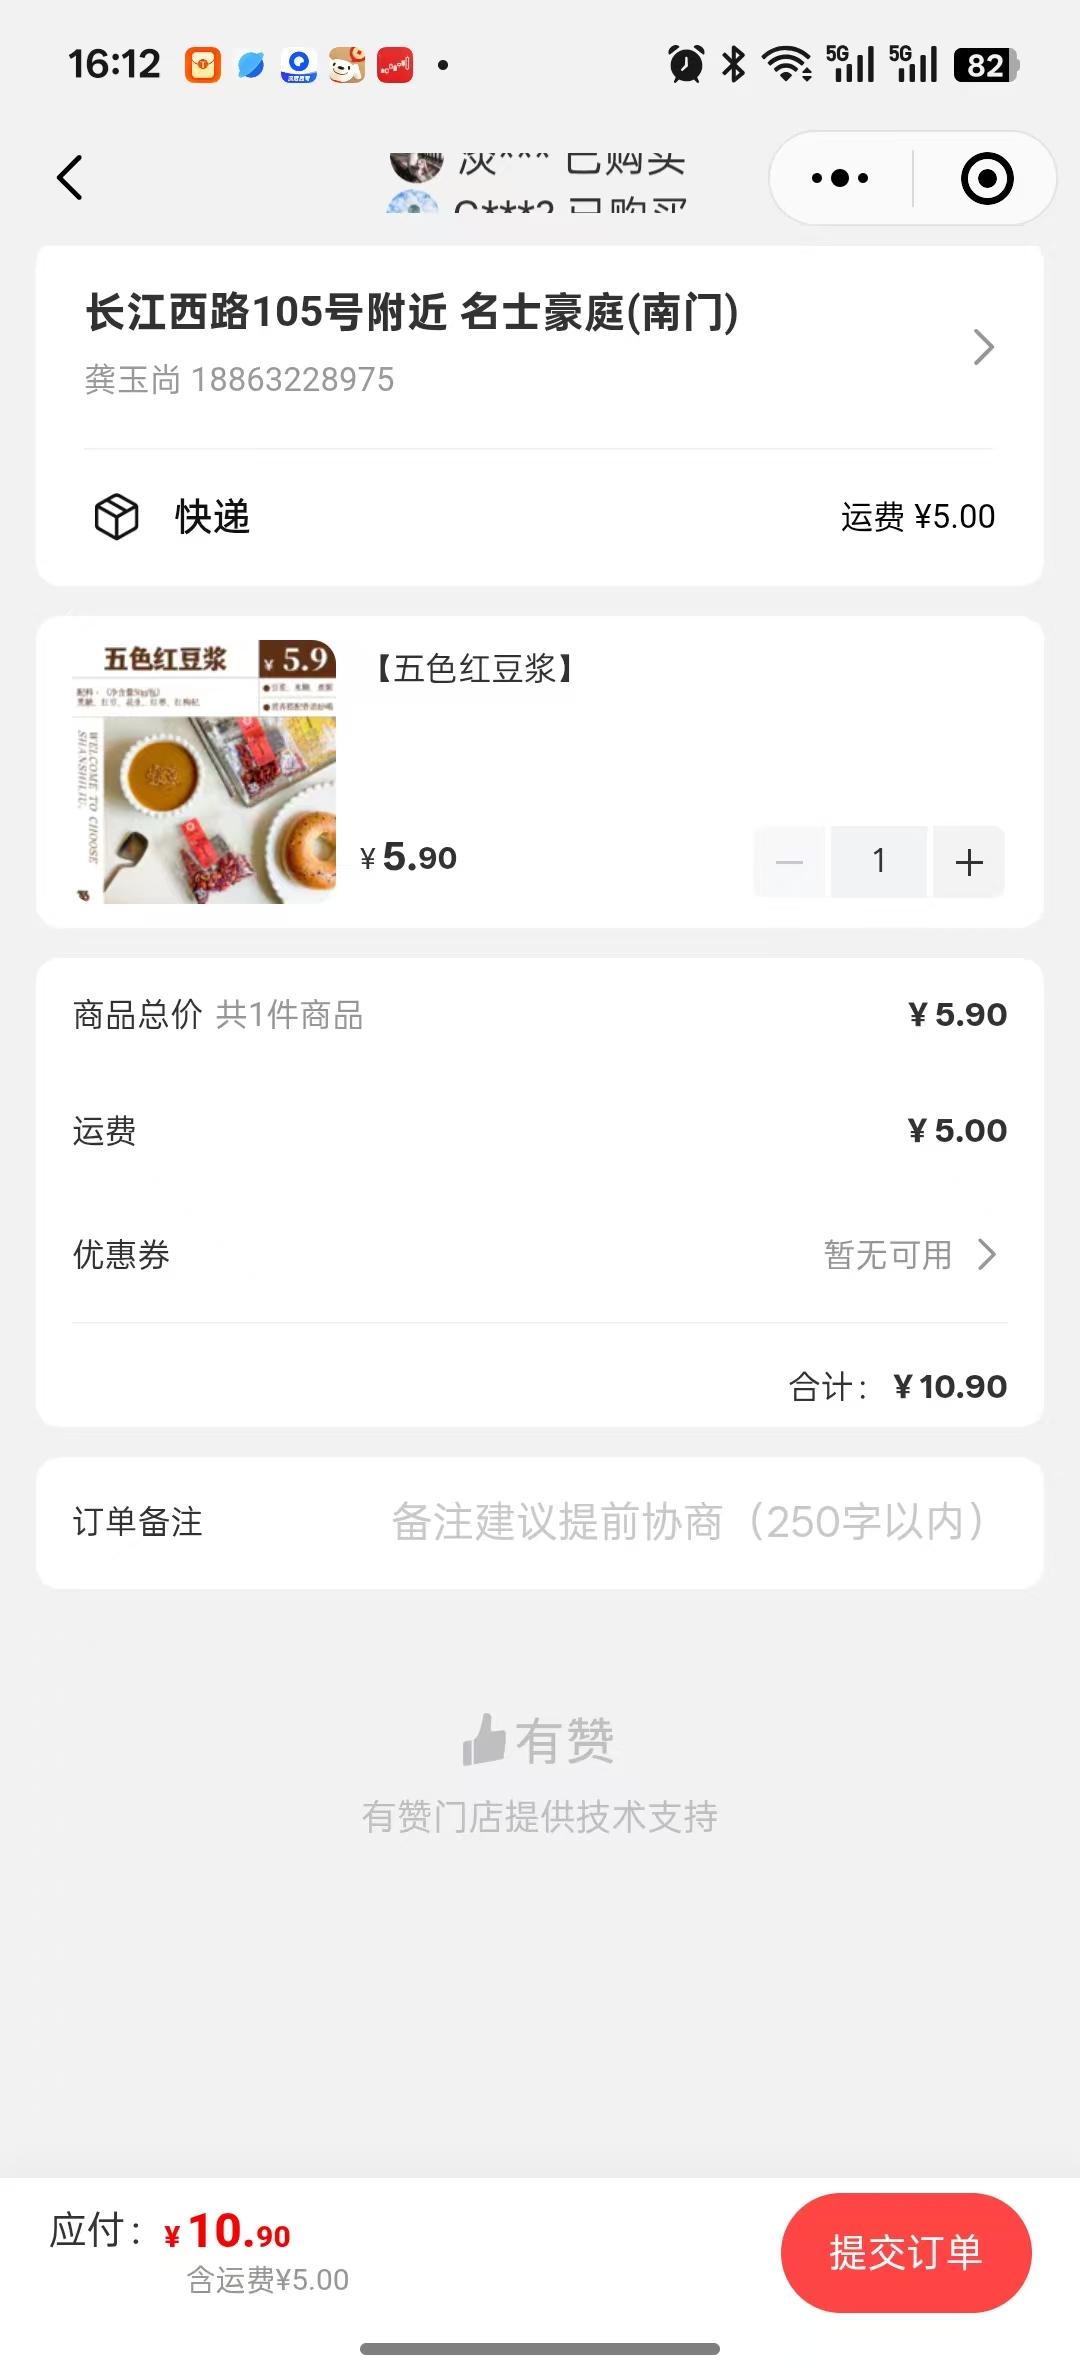 16:12
5G 5G 82
已购买
已购买
长江西路105号附近 名士豪庭(南门)
龚玉尚 18863228975
快递
运费 ¥5.00
五色红豆浆 ¥ 5.9
WELCOME TO CHOOSE
SHANSHILIU.
【五色红豆浆】
¥ 5.90
1
商品总价 共1件商品 ¥ 5.90
运费 ¥ 5.00
优惠券 暂无可用
合计： ¥ 10.90
订单备注 备注建议提前协商（250字以内）
有赞
有赞门店提供技术支持
应付： ¥ 10.90
含运费¥5.00
提交订单